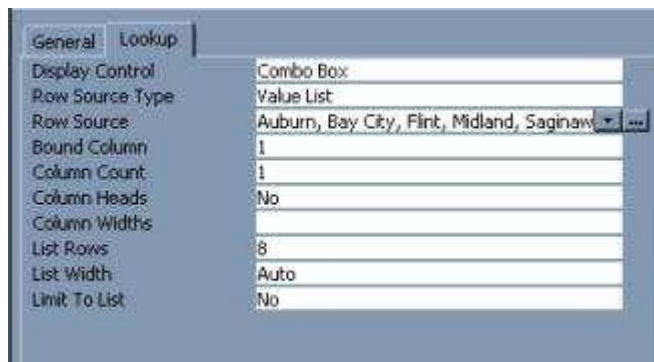 General Lookup
Display Control Combo Box
Row Source Type Value List
Row Source Auburn, Bay City, Flint, Midland, Saginaw
Bound Column 1
Column Count 1
Column Heads No
Column Widths
List Rows 8
List Width Auto
Limit To List No